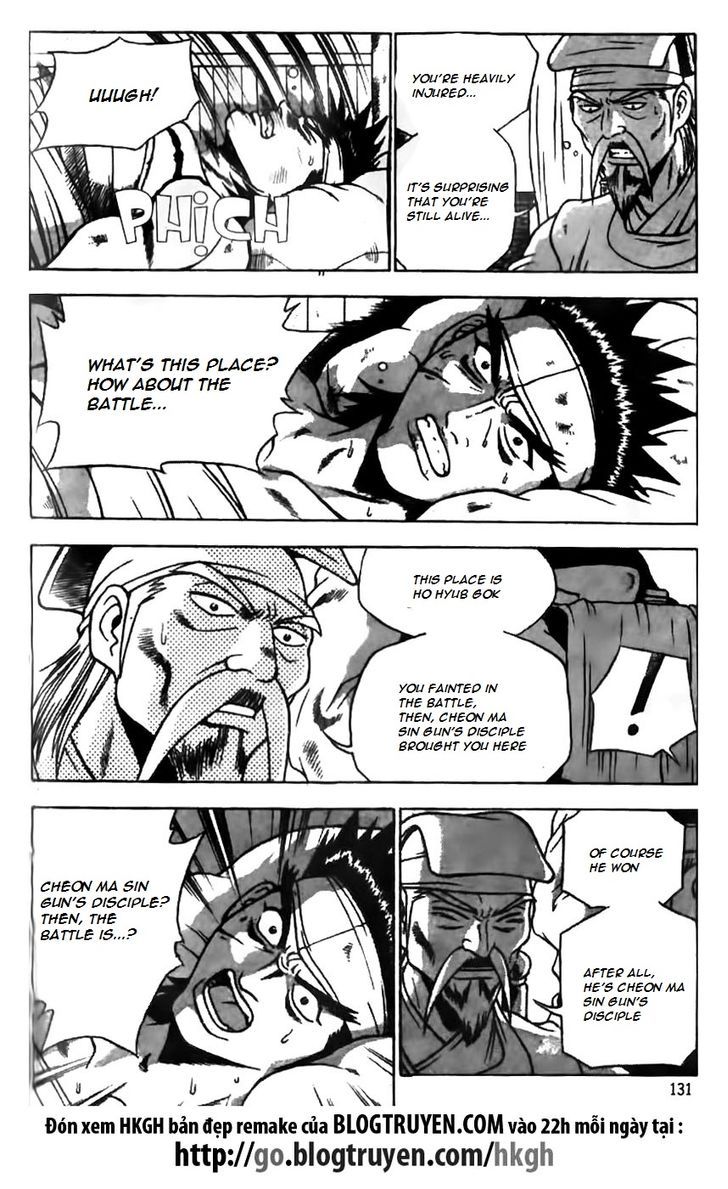 UUUGH!
PHỊCH
YOU'RE HEAVILY
INJURED...
IT'S SURPRISING
THAT YOU'RE
STILL ALIVE...
WHAT'S THIS PLACE?
HOW ABOUT THE
BATTLE...
THIS PLACE IS
HO HYUB GOK
YOU FAINTED IN
THE BATTLE,
THEN, CHEON MA
SIN GUN'S DISCIPLE
BROUGHT YOU HERE
!
CHEON MA SIN
GUN'S DISCIPLE?
THEN, THE
BATTLE IS...?
OF COURSE
HE WON
AFTER ALL,
HE'S CHEON MA
SIN GUN'S
DISCIPLE
131
Đón xem HKGH bản đẹp remake của BLOGTRUYEN.COM vào 22h mỗi ngày tại :
http://go.blogtruyen.com/hkgh